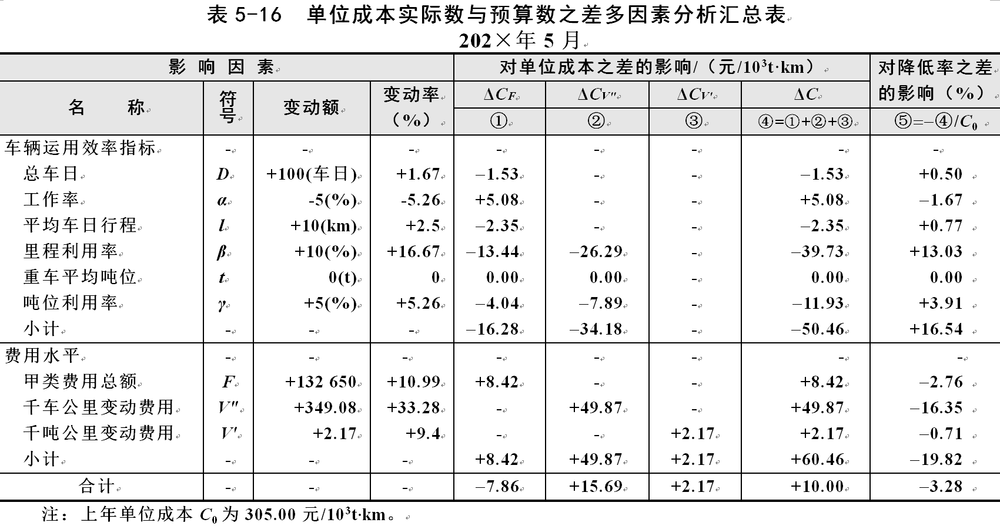 表 5-16 单位成本实际数与预算数之差多因素分析汇总表
202×年 5 月
影 响 因 素 对单位成本之差的影响/（元/10³t·km） 对降低率之差的影响（%）
名 称 符号 变动额 变动率（%） ΔC_F ΔC_V″ ΔC_V′ ΔC
① ② ③ ④=①+②+③ ⑤=–④/C₀
车辆运用效率指标 - - - - - - - -
总车日 D +100(车日) +1.67 –1.53 - - –1.53 +0.50
工作率 α -5(%) -5.26 +5.08 - - +5.08 –1.67
平均车日行程 l +10(km) +2.5 –2.35 - - –2.35 +0.77
里程利用率 β +10(%) +16.67 –13.44 –26.29 - –39.73 +13.03
重车平均吨位 t 0(t) 0 0.00 0.00 - 0.00 0.00
吨位利用率 γ +5(%) +5.26 –4.04 –7.89 - –11.93 +3.91
小计 - - - –16.28 –34.18 - –50.46 +16.54
费用水平 - - - - - - - -
甲类费用总额 F +132 650 +10.99 +8.42 - - +8.42 –2.76
千车公里变动费用 V″ +349.08 +33.28 - +49.87 - +49.87 –16.35
千吨公里变动费用 V′ +2.17 +9.4 - - +2.17 +2.17 –0.71
小计 - - - +8.42 +49.87 +2.17 +60.46 –19.82
合计 - - - –7.86 +15.69 +2.17 +10.00 –3.28
注：上年单位成本 C₀ 为 305.00 元/10³t·km。